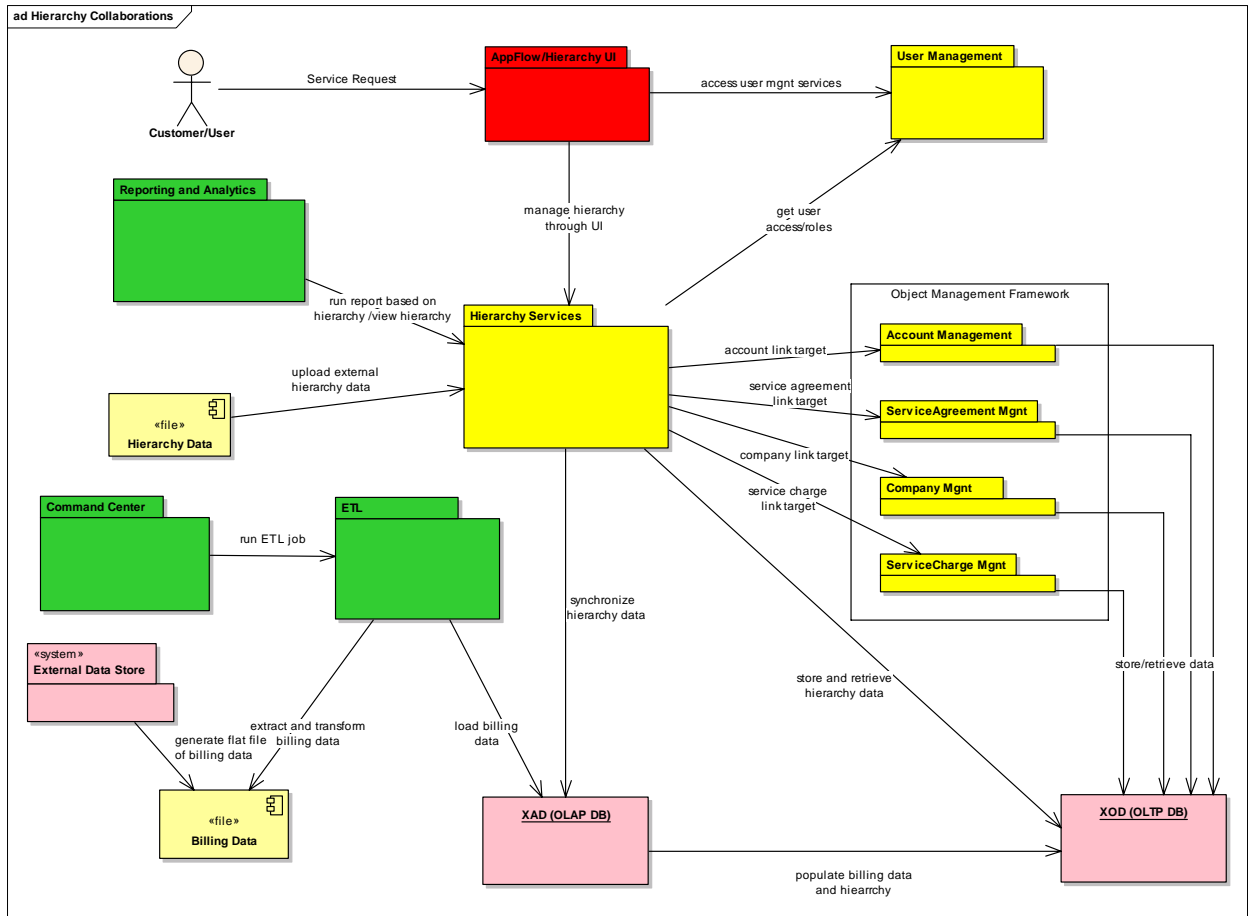 ad Hierarchy Collaborations
AppFlow/Hierarchy UI
User Management
Service Request
access user mgnt services
Customer/User
Reporting and Analytics
manage hierarchy
through UI
get user
access/roles
run report based on
hierarchy /view hierarchy
Hierarchy Services
Object Management Framework
Account Management
account link target
upload external
hierarchy data
service agreement
link target
ServiceAgreement Mgnt
«file»
Hierarchy Data
company link target
Company Mgnt
service charge
link target
Command Center
ETL
run ETL job
ServiceCharge Mgnt
synchronize
hierarchy data
«system»
External Data Store
store/retrieve data
store and retrieve
hierarchy data
generate flat file
of billing data
extract and transform
billing data
load billing
data
«file»
Billing Data
XAD (OLAP DB)
XOD (OLTP DB)
populate billing data
and hiearrchy